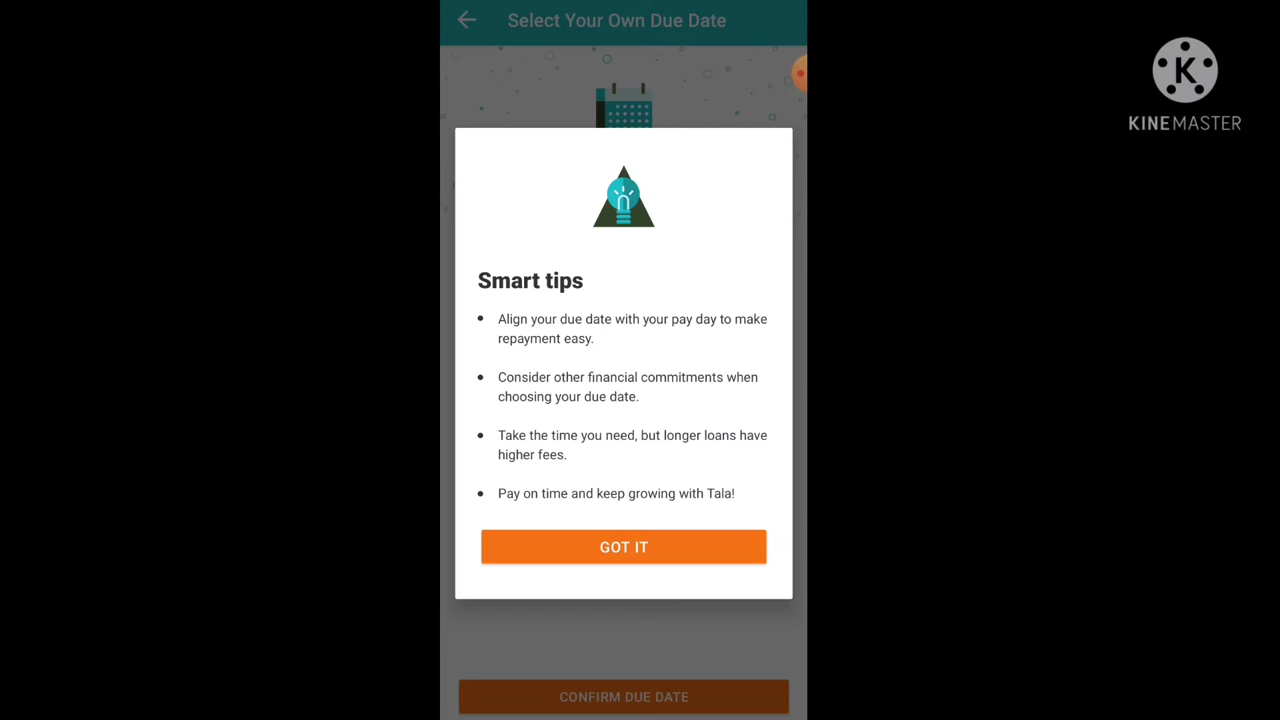 Select Your Own Due Date
K
KINEMASTER
Smart tips
• Align your due date with your pay day to make
repayment easy.
• Consider other financial commitments when
choosing your due date.
• Take the time you need, but longer loans have
higher fees.
• Pay on time and keep growing with Tala!
GOT IT
CONFIRM DUE DATE